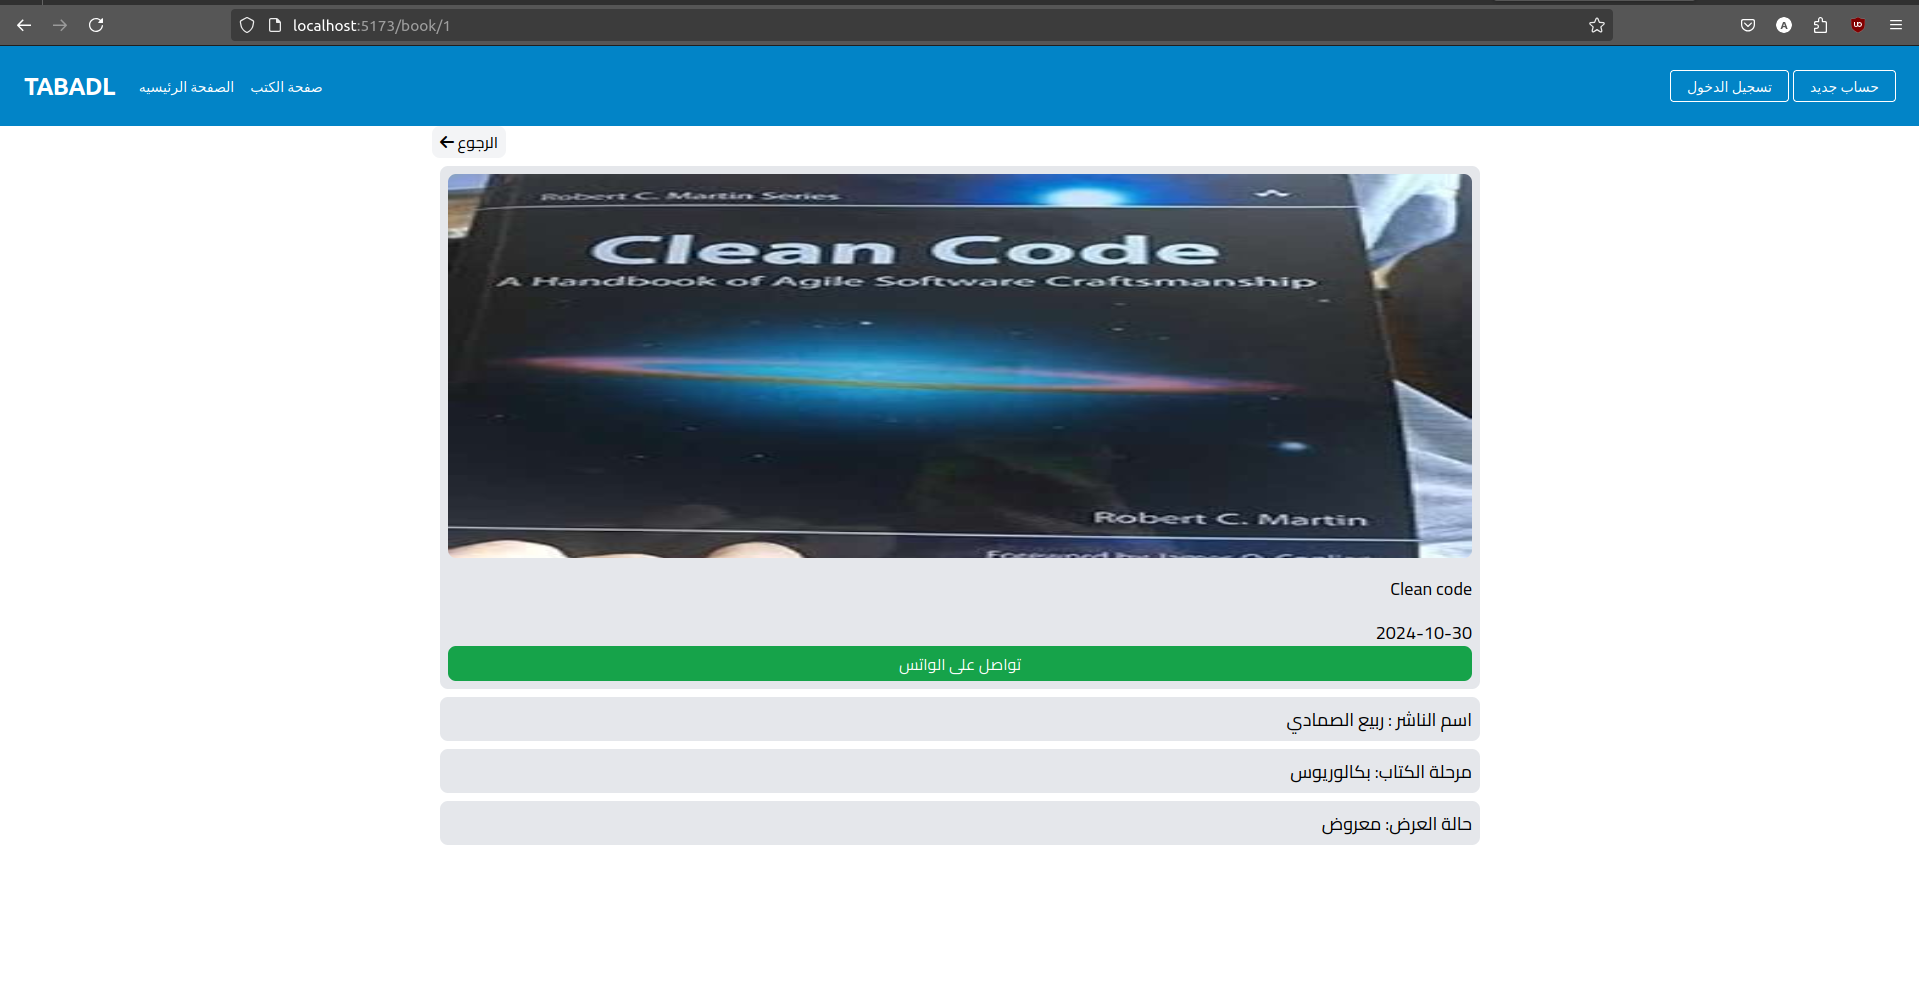 localhost:5173/book/1
TABADL
الصفحة الرئيسيه
صفحة الكتب
تسجيل الدخول
حساب جديد
الرجوع
Robert C. Martin Series
Clean Code
A Handbook of Agile Software Craftsmanship
Robert C. Martin
Foreword by James O. Coplien
Clean code
2024-10-30
تواصل على الواتس
اسم الناشر : ربيع الصمادي
مرحلة الكتاب: بكالوريوس
حالة العرض: معروض